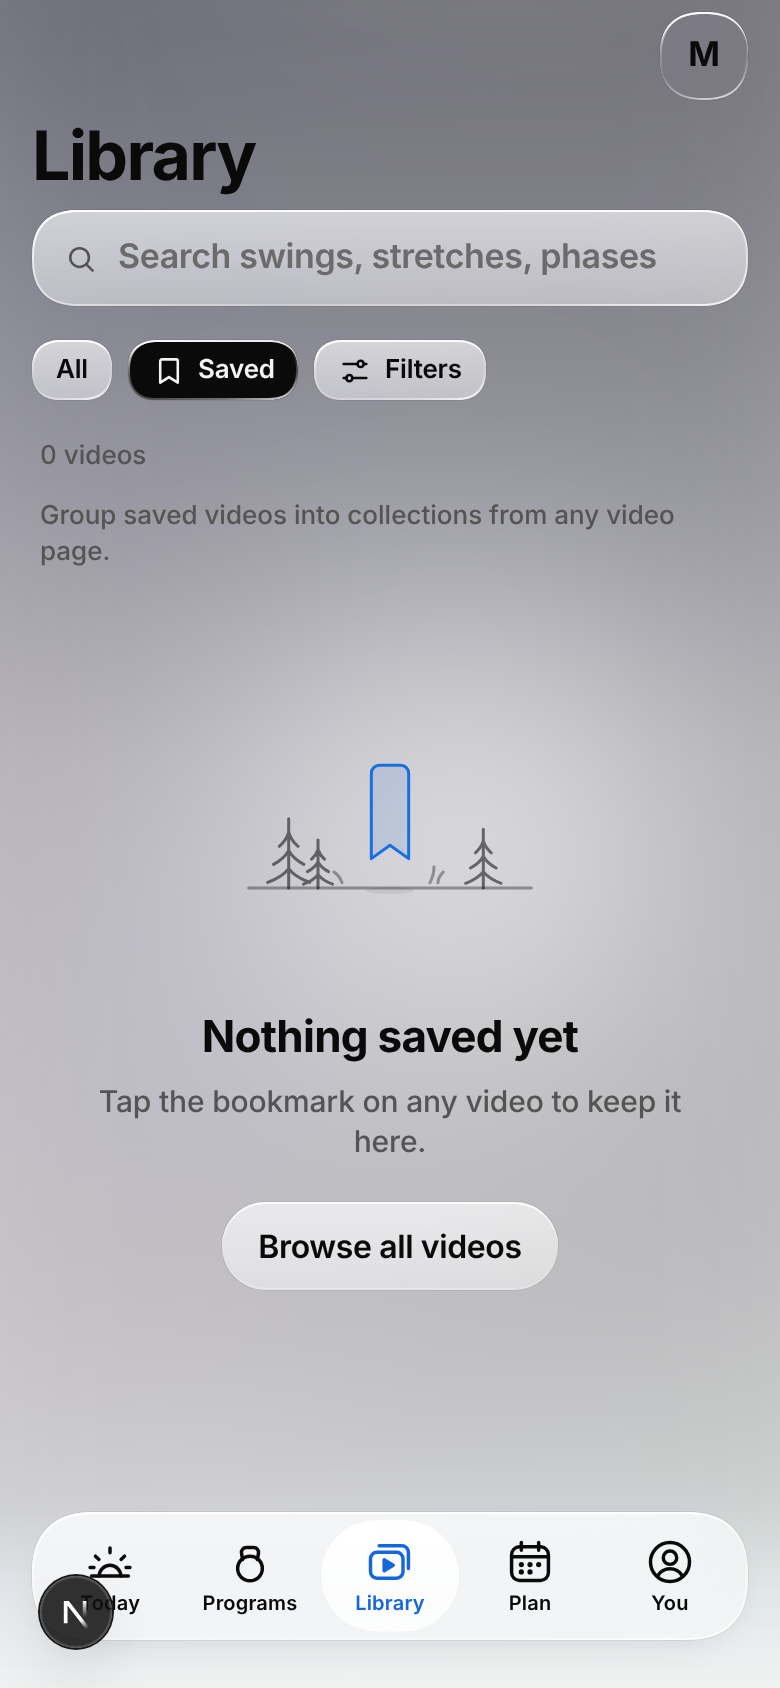 M
Library
Search swings, stretches, phases
All
Saved
Filters
0 videos
Group saved videos into collections from any video
page.
Nothing saved yet
Tap the bookmark on any video to keep it
here.
Browse all videos
Today
Programs
Library
Plan
You
N